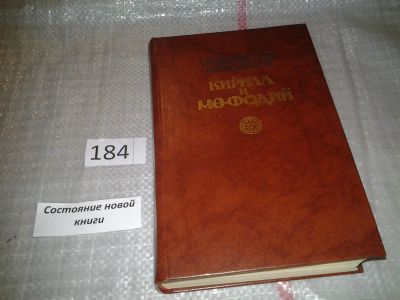 КИРИЛЛ
И
МЕФОДИЙ
184
Состояние новой
книги